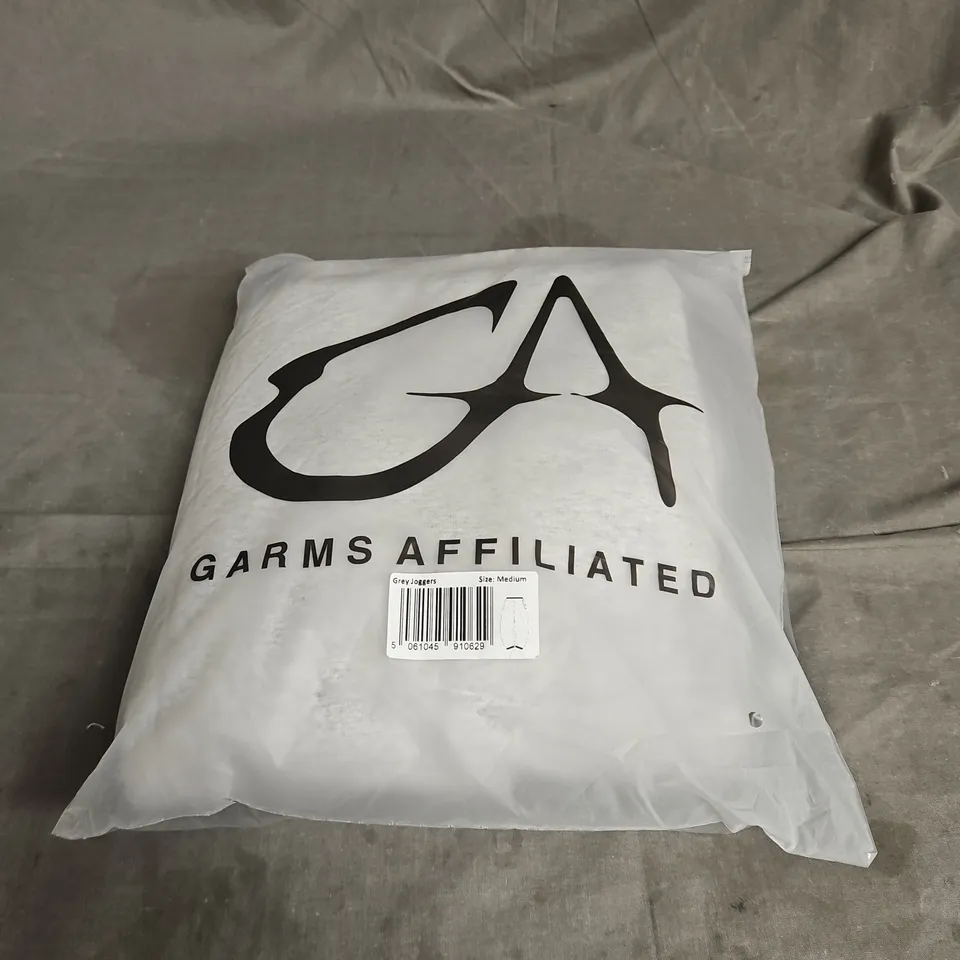 GA
GARMS AFFILIATED
Grey Joggers Size: Medium
5 061045 910629